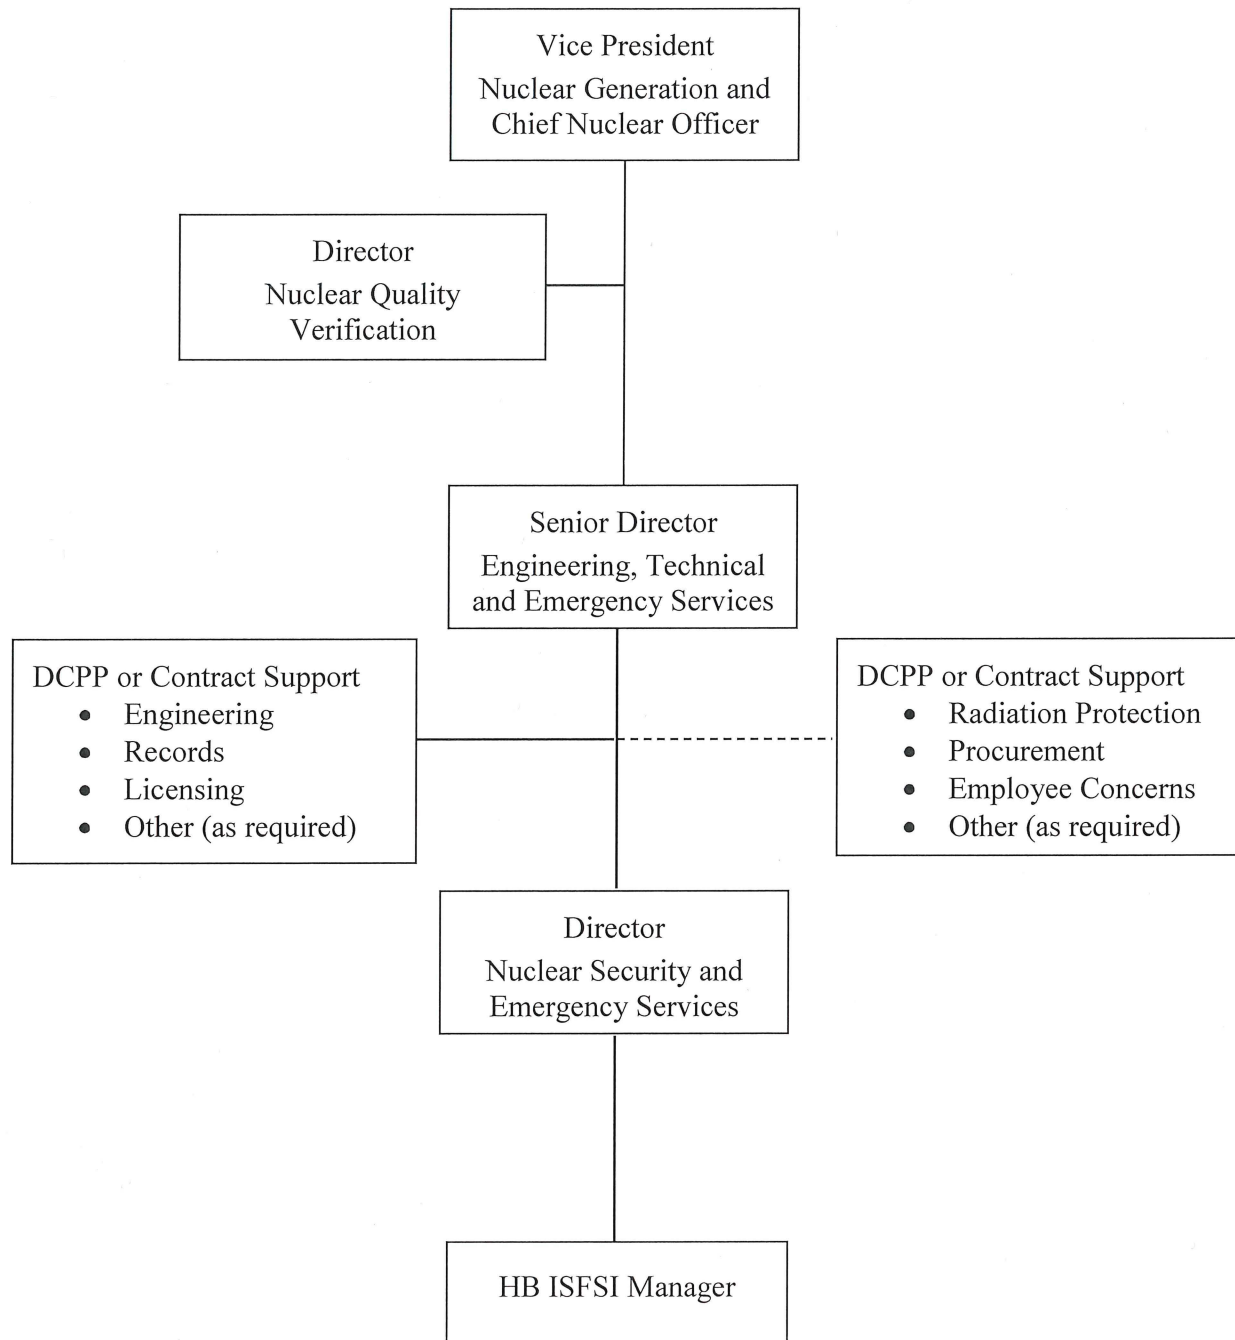 Vice President
Nuclear Generation and
Chief Nuclear Officer
Director
Nuclear Quality
Verification
Senior Director
Engineering, Technical
and Emergency Services
DCPP or Contract Support
• Engineering
• Records
• Licensing
• Other (as required)
DCPP or Contract Support
• Radiation Protection
• Procurement
• Employee Concerns
• Other (as required)
Director
Nuclear Security and
Emergency Services
HB ISFSI Manager